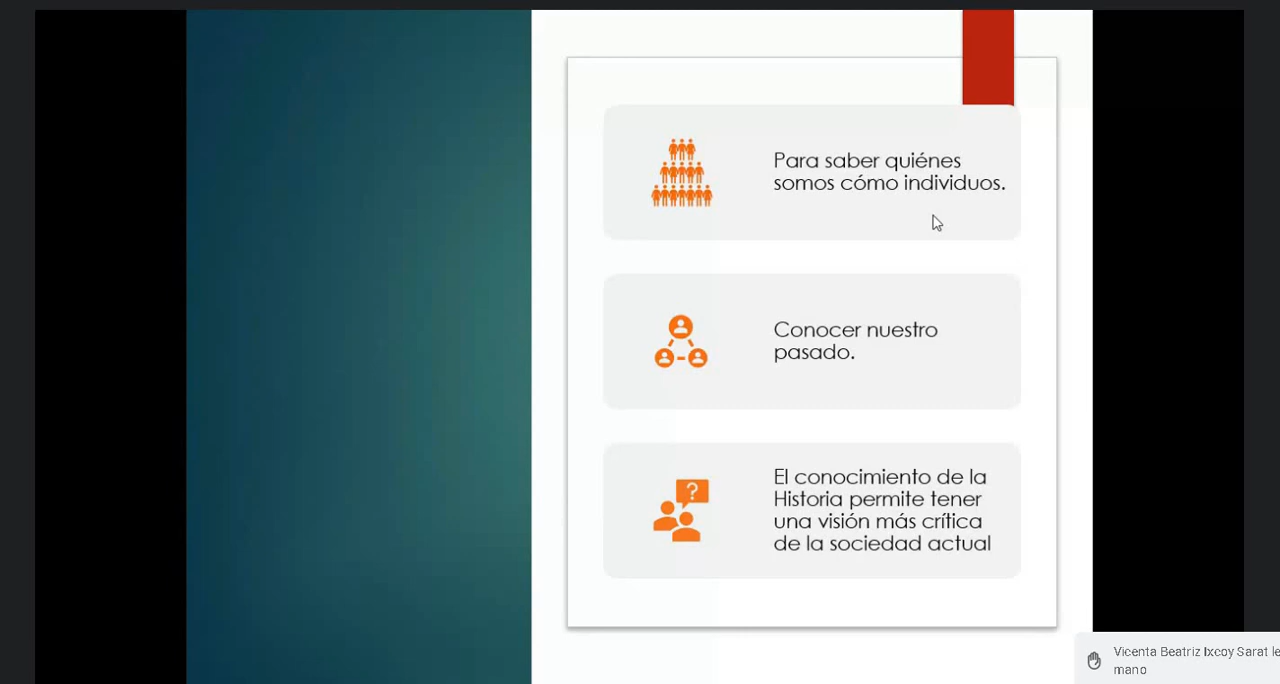 Para saber quiénes
somos cómo individuos.
Conocer nuestro
pasado.
?
El conocimiento de la
Historia permite tener
una visión más crítica
de la sociedad actual
Vicenta Beatriz Ixcoy Sarat le
mano